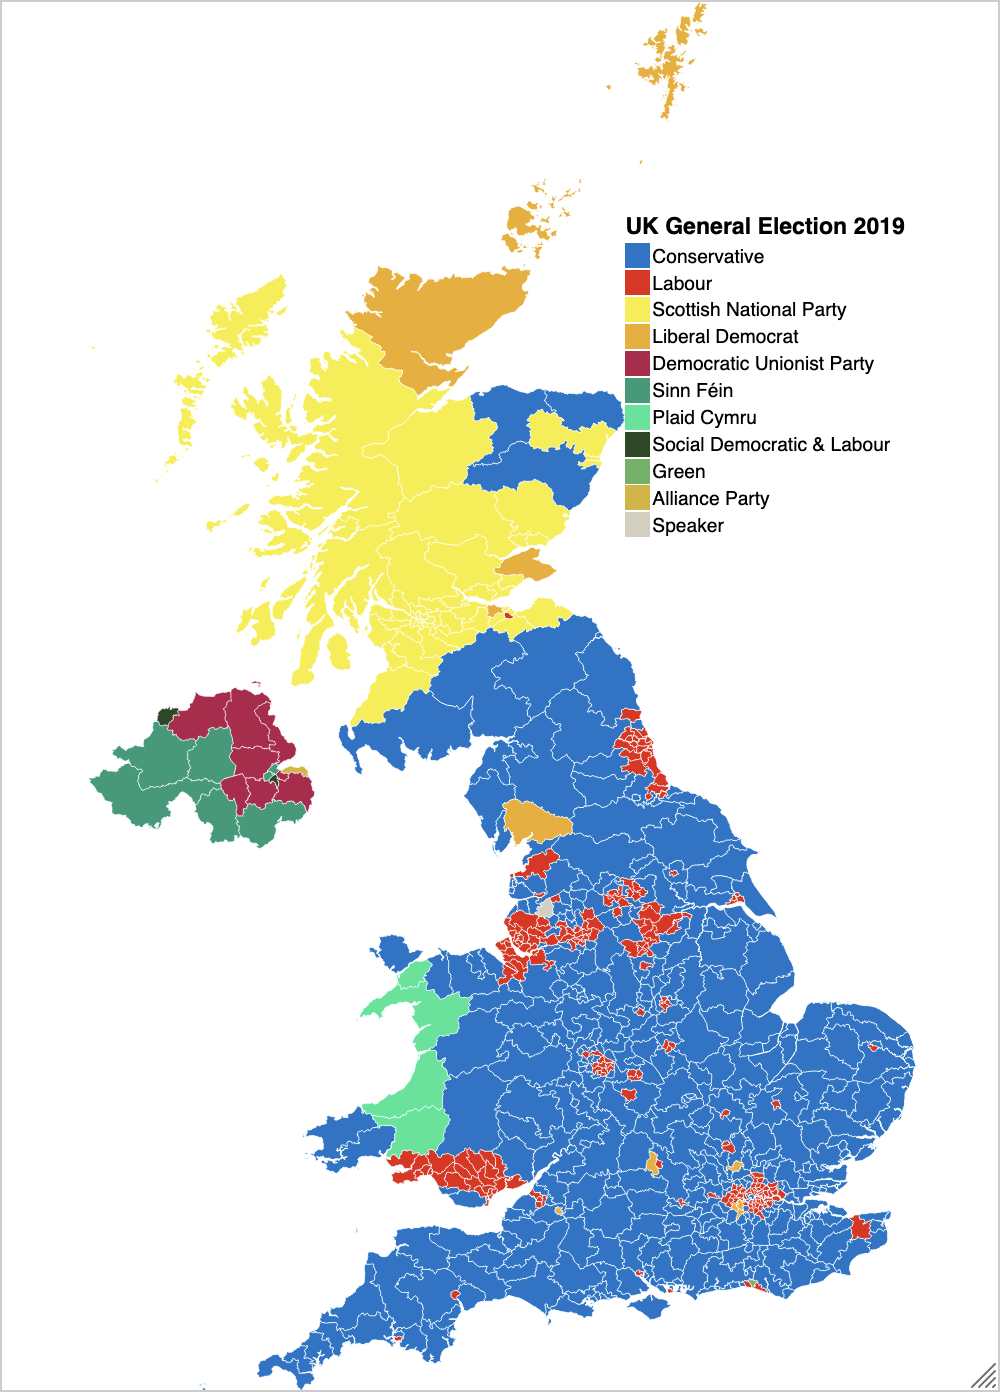 UK General Election 2019
Conservative
Labour
Scottish National Party
Liberal Democrat
Democratic Unionist Party
Sinn Féin
Plaid Cymru
Social Democratic & Labour
Green
Alliance Party
Speaker